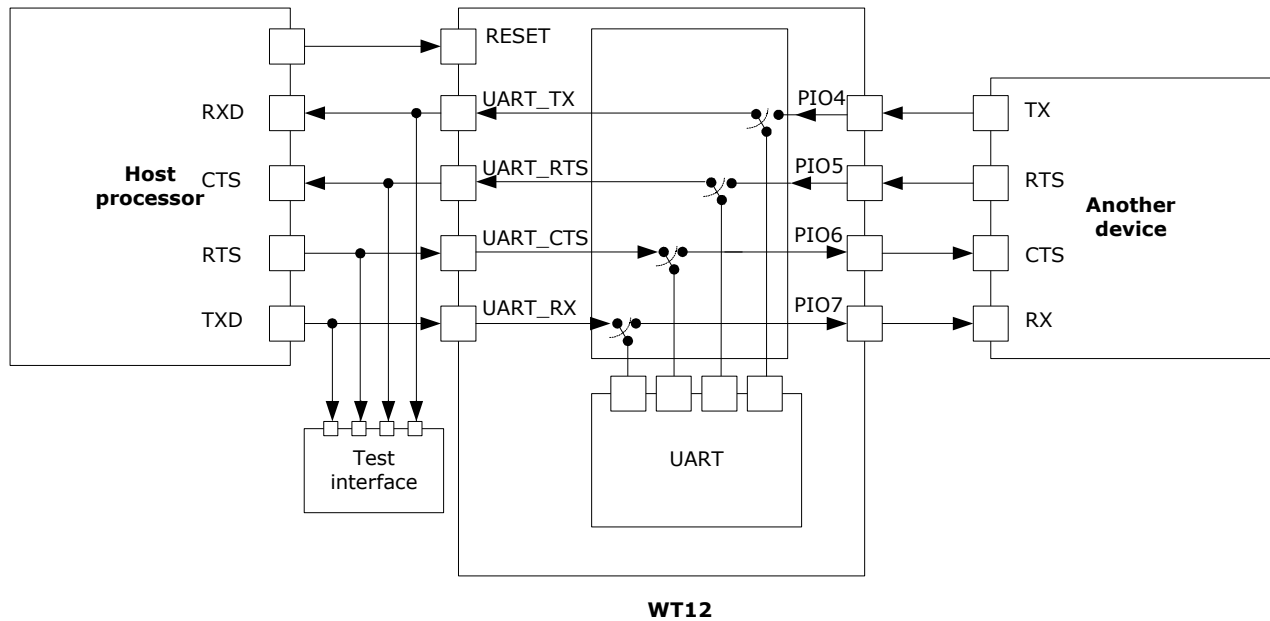 RESET
RXD
UART_TX
PIO4
TX
Host
processor
CTS
UART_RTS
PIO5
RTS
Another
device
RTS
UART_CTS
PIO6
CTS
TXD
UART_RX
PIO7
RX
Test
interface
UART
WT12